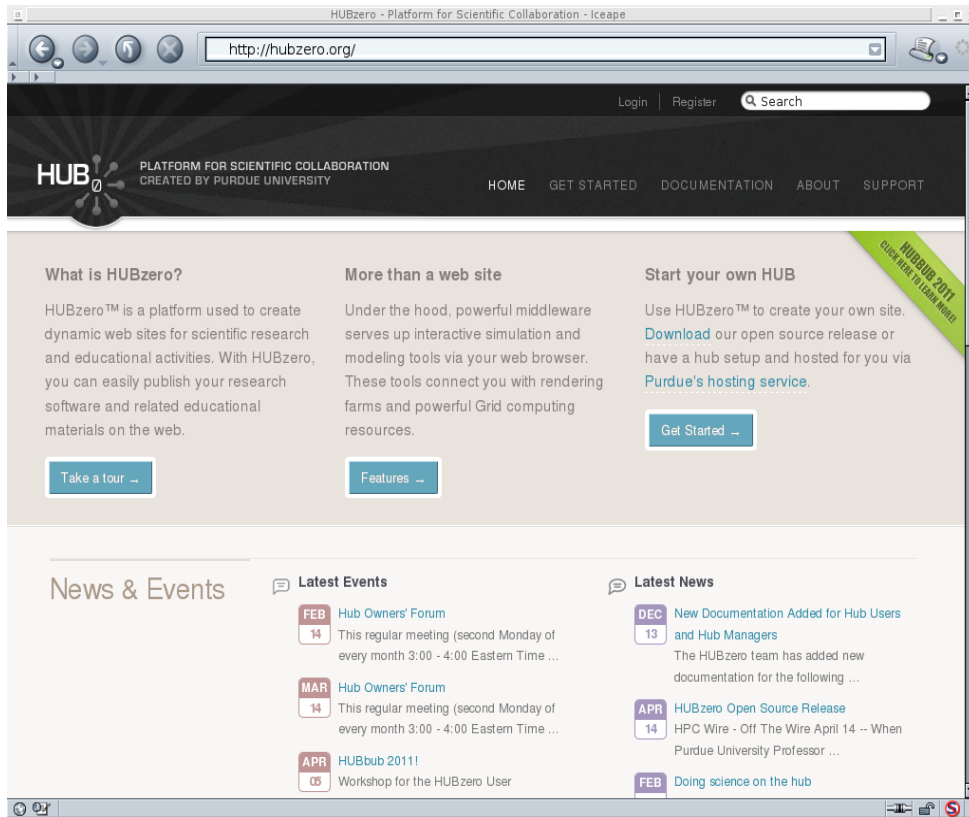 HUBzero - Platform for Scientific Collaboration - Iceape
http://hubzero.org/
Login
Register
Search
HUB0
PLATFORM FOR SCIENTIFIC COLLABORATION
CREATED BY PURDUE UNIVERSITY
HOME
GET STARTED
DOCUMENTATION
ABOUT
SUPPORT
HUBBUB 2011
CLICK HERE TO LEARN MORE!
What is HUBzero?
HUBzero™ is a platform used to create
dynamic web sites for scientific research
and educational activities. With HUBzero,
you can easily publish your research
software and related educational
materials on the web.
Take a tour →
More than a web site
Under the hood, powerful middleware
serves up interactive simulation and
modeling tools via your web browser.
These tools connect you with rendering
farms and powerful Grid computing
resources.
Features →
Start your own HUB
Use HUBzero™ to create your own site.
Download our open source release or
have a hub setup and hosted for you via
Purdue's hosting service.
Get Started →
News & Events
Latest Events
FEB
14
Hub Owners' Forum
This regular meeting (second Monday of
every month 3:00 - 4:00 Eastern Time ...
MAR
14
Hub Owners' Forum
This regular meeting (second Monday of
every month 3:00 - 4:00 Eastern Time ...
APR
05
HUBbub 2011!
Workshop for the HUBzero User
Latest News
DEC
13
New Documentation Added for Hub Users
and Hub Managers
The HUBzero team has added new
documentation for the following ...
APR
14
HUBzero Open Source Release
HPC Wire - Off The Wire April 14 -- When
Purdue University Professor ...
FEB
Doing science on the hub